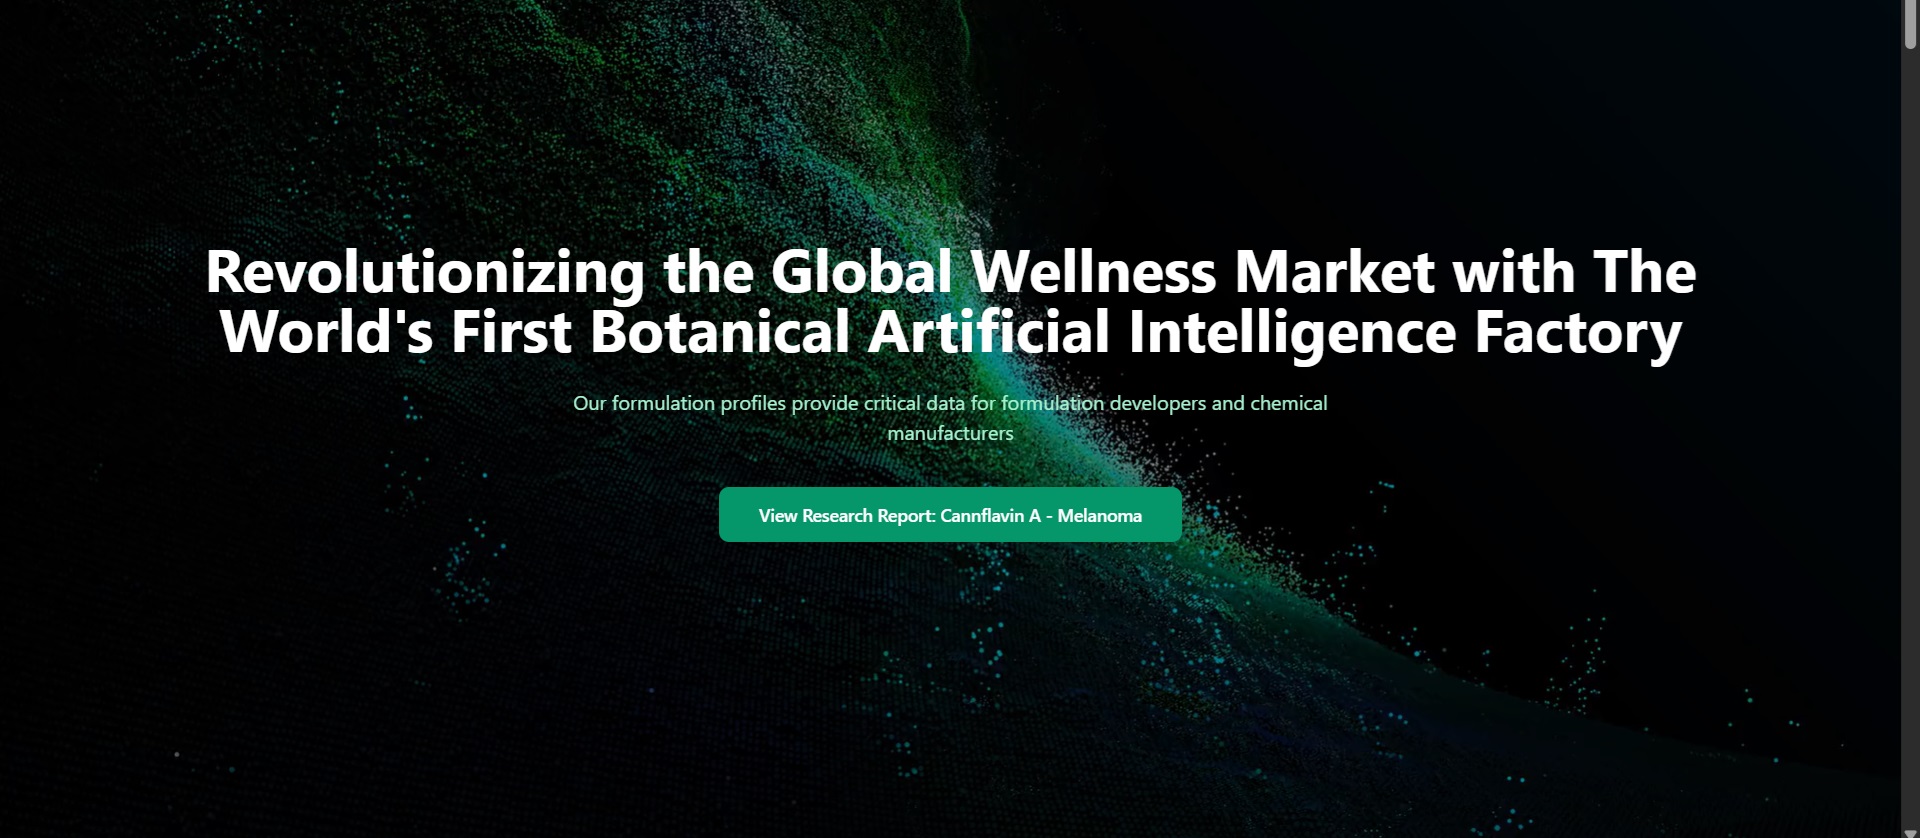 Revolutionizing the Global Wellness Market with The
World's First Botanical Artificial Intelligence Factory
Our formulation profiles provide critical data for formulation developers and chemical
manufacturers
View Research Report: Cannflavin A - Melanoma